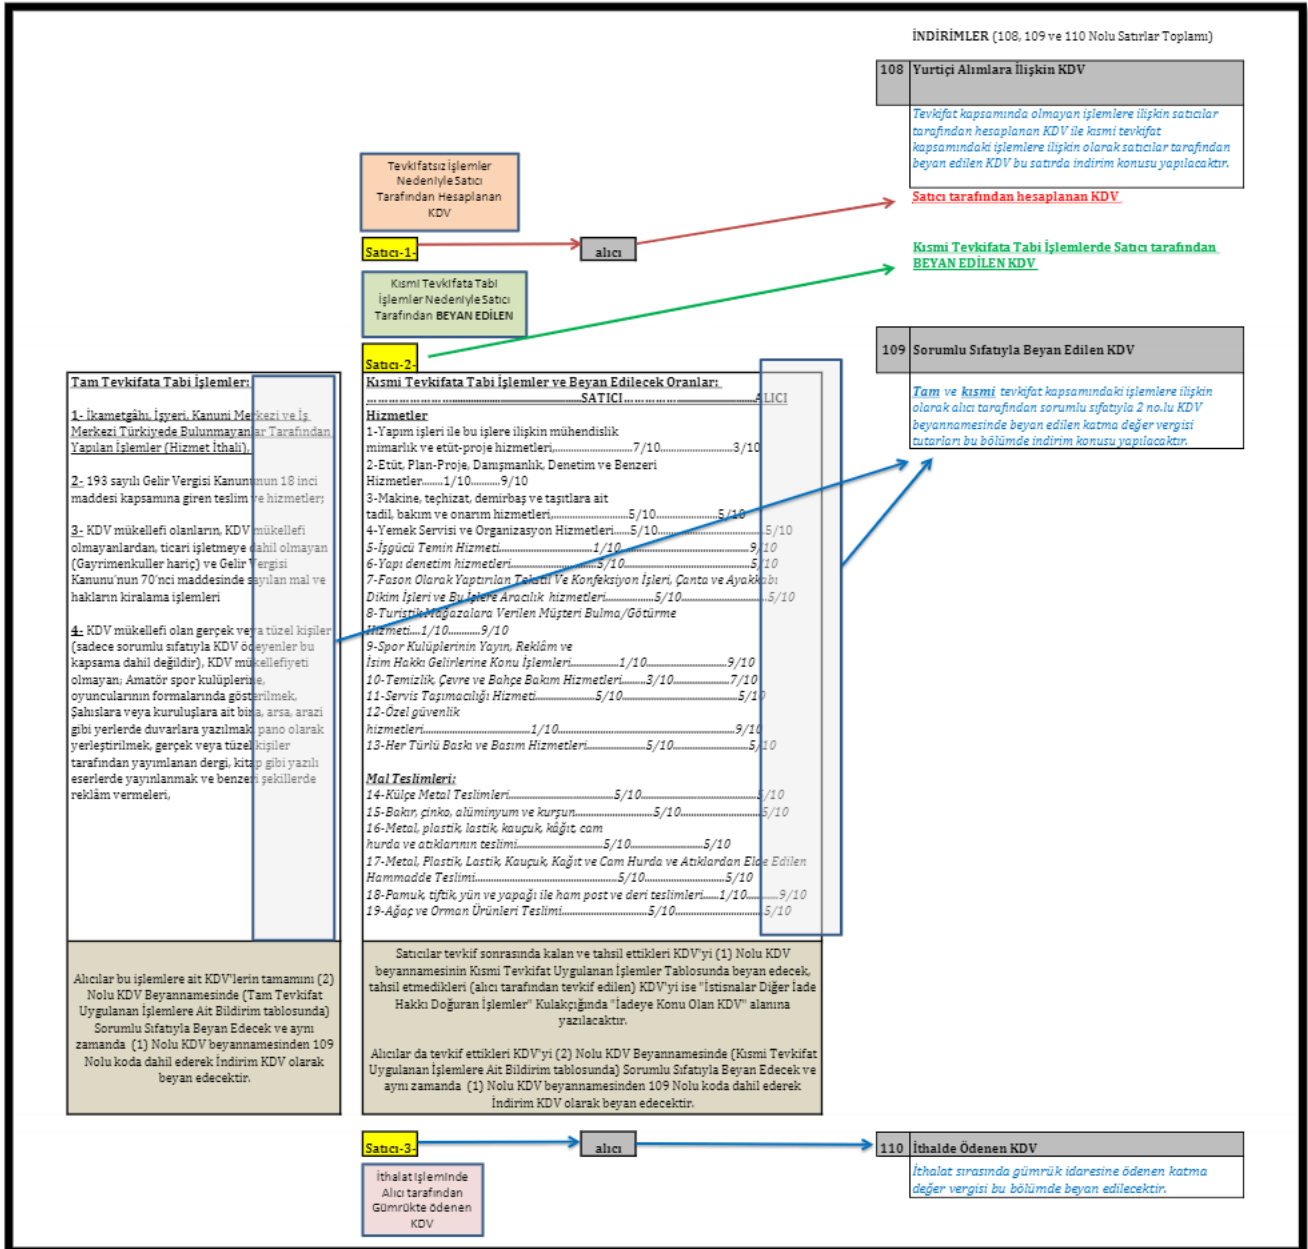 İNDİRİMLER (108, 109 ve 110 Nolu Satırlar Toplamı)
108 Yurtiçi Alımlara İlişkin KDV
Tevkifat kapsamında olmayan işlemlere ilişkin satıcılar
tarafından hesaplanan KDV ile kısmi tevkifat
kapsamındaki işlemlere ilişkin olarak satıcılar tarafından
beyan edilen KDV bu satırda indirim konusu yapılacaktır.
Tevkifatsız İşlemler
Nedeniyle Satıcı
Tarafından Hesaplanan
KDV
Satıcı tarafından hesaplanan KDV
Satıcı-1-
alıcı
Kısmi Tevkifata Tabi İşlemlerde Satıcı tarafından
BEYAN EDİLEN KDV
Kısmi Tevkifata Tabi
İşlemler Nedeniyle Satıcı
Tarafından BEYAN EDİLEN
Satıcı-2-
109 Sorumlu Sıfatıyla Beyan Edilen KDV
Tam ve kısmi tevkifat kapsamındaki işlemlere ilişkin
olarak alıcı tarafından sorumlu sıfatıyla 2 no.lu KDV
beyannamesinde beyan edilen katma değer vergisi
tutarları bu bölümde indirim konusu yapılacaktır.
Tam Tevkifata Tabi İşlemler:
1- İkametgâhı, İşyeri, Kanuni Merkezi ve İş
Merkezi Türkiyede Bulunmayanlar Tarafından
Yapılan İşlemler (Hizmet İthali),
2- 193 sayılı Gelir Vergisi Kanununun 18 inci
maddesi kapsamına giren teslim ve hizmetler;
3- KDV mükellefi olanların, KDV mükellefi
olmayanlardan, ticari işletmeye dahil olmayan
(Gayrimenkuller hariç) ve Gelir Vergisi
Kanunu'nun 70'nci maddesinde sayılan mal ve
hakların kiralama işlemleri
4- KDV mükellefi olan gerçek veya tüzel kişiler
(sadece sorumlu sıfatıyla KDV ödeyenler bu
kapsama dahil değildir), KDV mükellefiyeti
olmayan; Amatör spor kulüplerine,
oyuncularının formalarında gösterilmek,
Şahıslara veya kuruluşlara ait bina, arsa, arazi
gibi yerlerde duvarlara yazılmak, pano olarak
yerleştirilmek, gerçek veya tüzel kişiler
tarafından yayımlanan dergi, kitap gibi yazılı
eserlerde yayınlanmak ve benzeri şekillerde
reklâm vermeleri,
Kısmi Tevkifata Tabi İşlemler ve Beyan Edilecek Oranlar:
................................................SATICI................................ALICI
Hizmetler
1-Yapım işleri ile bu işlere ilişkin mühendislik
mimarlık ve etüt-proje hizmetleri,....................7/10....................3/10
2-Etüt, Plan-Proje, Danışmanlık, Denetim ve Benzeri
Hizmetler.......1/10..........9/10
3-Makine, teçhizat, demirbaş ve taşıtlara ait
tadil, bakım ve onarım hizmetleri,...................5/10...................5/10
4-Yemek Servisi ve Organizasyon Hizmetleri.....5/10.........................5/10
5-İşgücü Temin Hizmeti.......................1/10................................9/10
6-Yapı denetim hizmetleri.....................5/10...............................5/10
7-Fason Olarak Yaptırılan Tekstil Ve Konfeksiyon İşleri, Çanta ve Ayakkabı
Dikim İşleri ve Bu İşlere Aracılık hizmetleri.............5/10.....................5/10
8-Turistik Mağazalara Verilen Müşteri Bulma/Götürme
Hizmeti....1/10..........9/10
9-Spor Kulüplerinin Yayın, Reklâm ve
İsim Hakkı Gelirlerine Konu İşlemleri...............1/10....................9/10
10-Temizlik, Çevre ve Bahçe Bakım Hizmetleri......3/10..............7/10
11-Servis Taşımacılığı Hizmeti................5/10............................5/10
12-Özel güvenlik
hizmetleri.............................1/10.....................................9/10
13-Her Türlü Baskı ve Basım Hizmetleri................5/10...................5/10
Mal Teslimleri:
14-Külçe Metal Teslimleri............................5/10............................5/10
15-Bakır, çinko, alüminyum ve kurşun.....................5/10.....................5/10
16-Metal, plastik, lastik, kauçuk, kâğıt, cam
hurda ve atıklarının teslimi....................5/10....................5/10
17-Metal, Plastik, Lastik, Kauçuk, Kağıt ve Cam Hurda ve Atıklardan Elde Edilen
Hammadde Teslimi......................................5/10......................5/10
18-Pamuk, tiftik, yün ve yapağı ile ham post ve deri teslimleri.....1/10..........9/10
19-Ağaç ve Orman Ürünleri Teslimi........................5/10........................5/10
Alıcılar bu işlemlere ait KDV'lerin tamamını (2)
Nolu KDV Beyannamesinde (Tam Tevkifat
Uygulanan İşlemlere Ait Bildirim tablosunda)
Sorumlu Sıfatıyla Beyan Edecek ve aynı
zamanda (1) Nolu KDV beyannamesinden 109
Nolu koda dahil ederek İndirim KDV olarak
beyan edecektir.
Satıcılar tevkif sonrasında kalan ve tahsil ettikleri KDV'yi (1) Nolu KDV
beyannamesinin Kısmi Tevkifat Uygulanan İşlemler Tablosunda beyan edecek,
tahsil etmedikleri (alıcı tarafından tevkif edilen) KDV'yi ise "İstisnalar Diğer İade
Hakkı Doğuran İşlemler" Kulakçığında "İadeye Konu Olan KDV" alanına
yazılacaktır.
Alıcılar da tevkif ettikleri KDV'yi (2) Nolu KDV Beyannamesinde (Kısmi Tevkifat
Uygulanan İşlemlere Ait Bildirim tablosunda) Sorumlu Sıfatıyla Beyan Edecek ve
aynı zamanda (1) Nolu KDV beyannamesinden 109 Nolu koda dahil ederek
İndirim KDV olarak beyan edecektir.
Satıcı-3-
alıcı
110 İthalde Ödenen KDV
İthalat sırasında gümrük idaresine ödenen katma
değer vergisi bu bölümde beyan edilecektir.
İthalat işleminde
Alıcı tarafından
Gümrükte ödenen
KDV